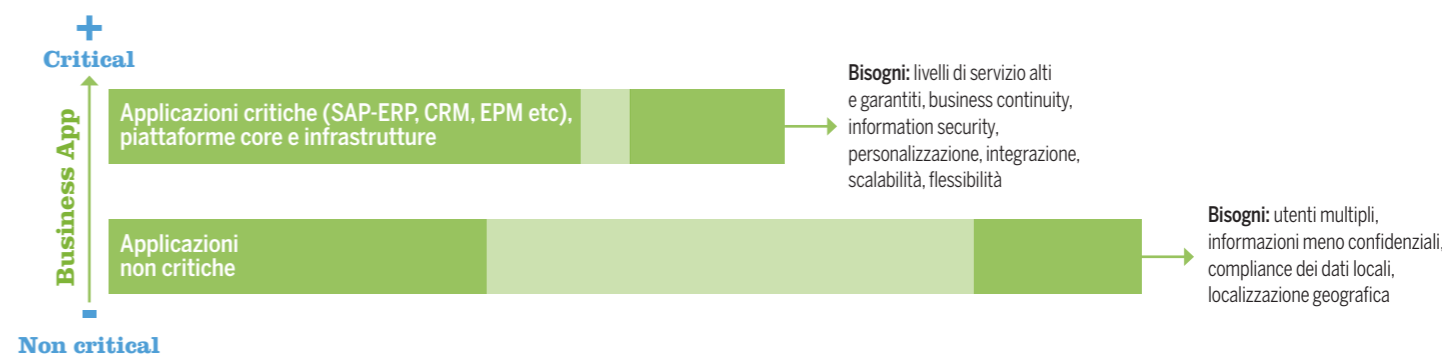 +
Critical
Business App
Applicazioni critiche (SAP-ERP, CRM, EPM etc),
piattaforme core e infrastrutture
Bisogni: livelli di servizio alti
e garantiti, business continuity,
information security,
personalizzazione, integrazione,
scalabilità, flessibilità
Applicazioni
non critiche
Bisogni: utenti multipli,
informazioni meno confidenziali,
compliance dei dati locali,
localizzazione geografica
-
Non critical